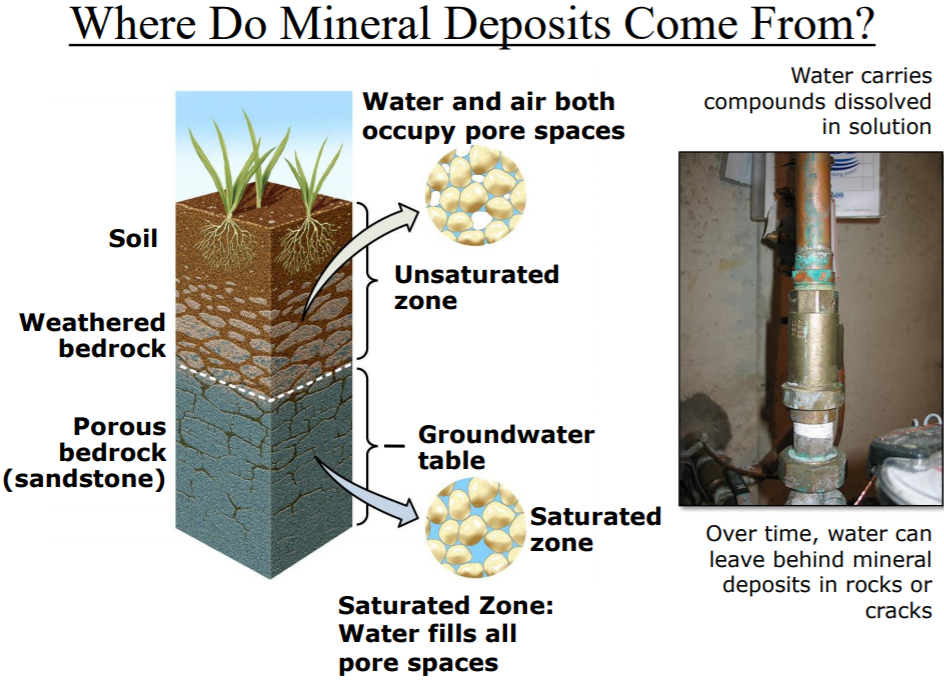 Where Do Mineral Deposits Come From?
Water and air both
occupy pore spaces
Soil
Unsaturated
zone
Weathered
bedrock
Porous
bedrock
(sandstone)
Groundwater
table
Saturated
zone
Saturated Zone:
Water fills all
pore spaces
Water carries
compounds dissolved
in solution
Over time, water can
leave behind mineral
deposits in rocks or
cracks